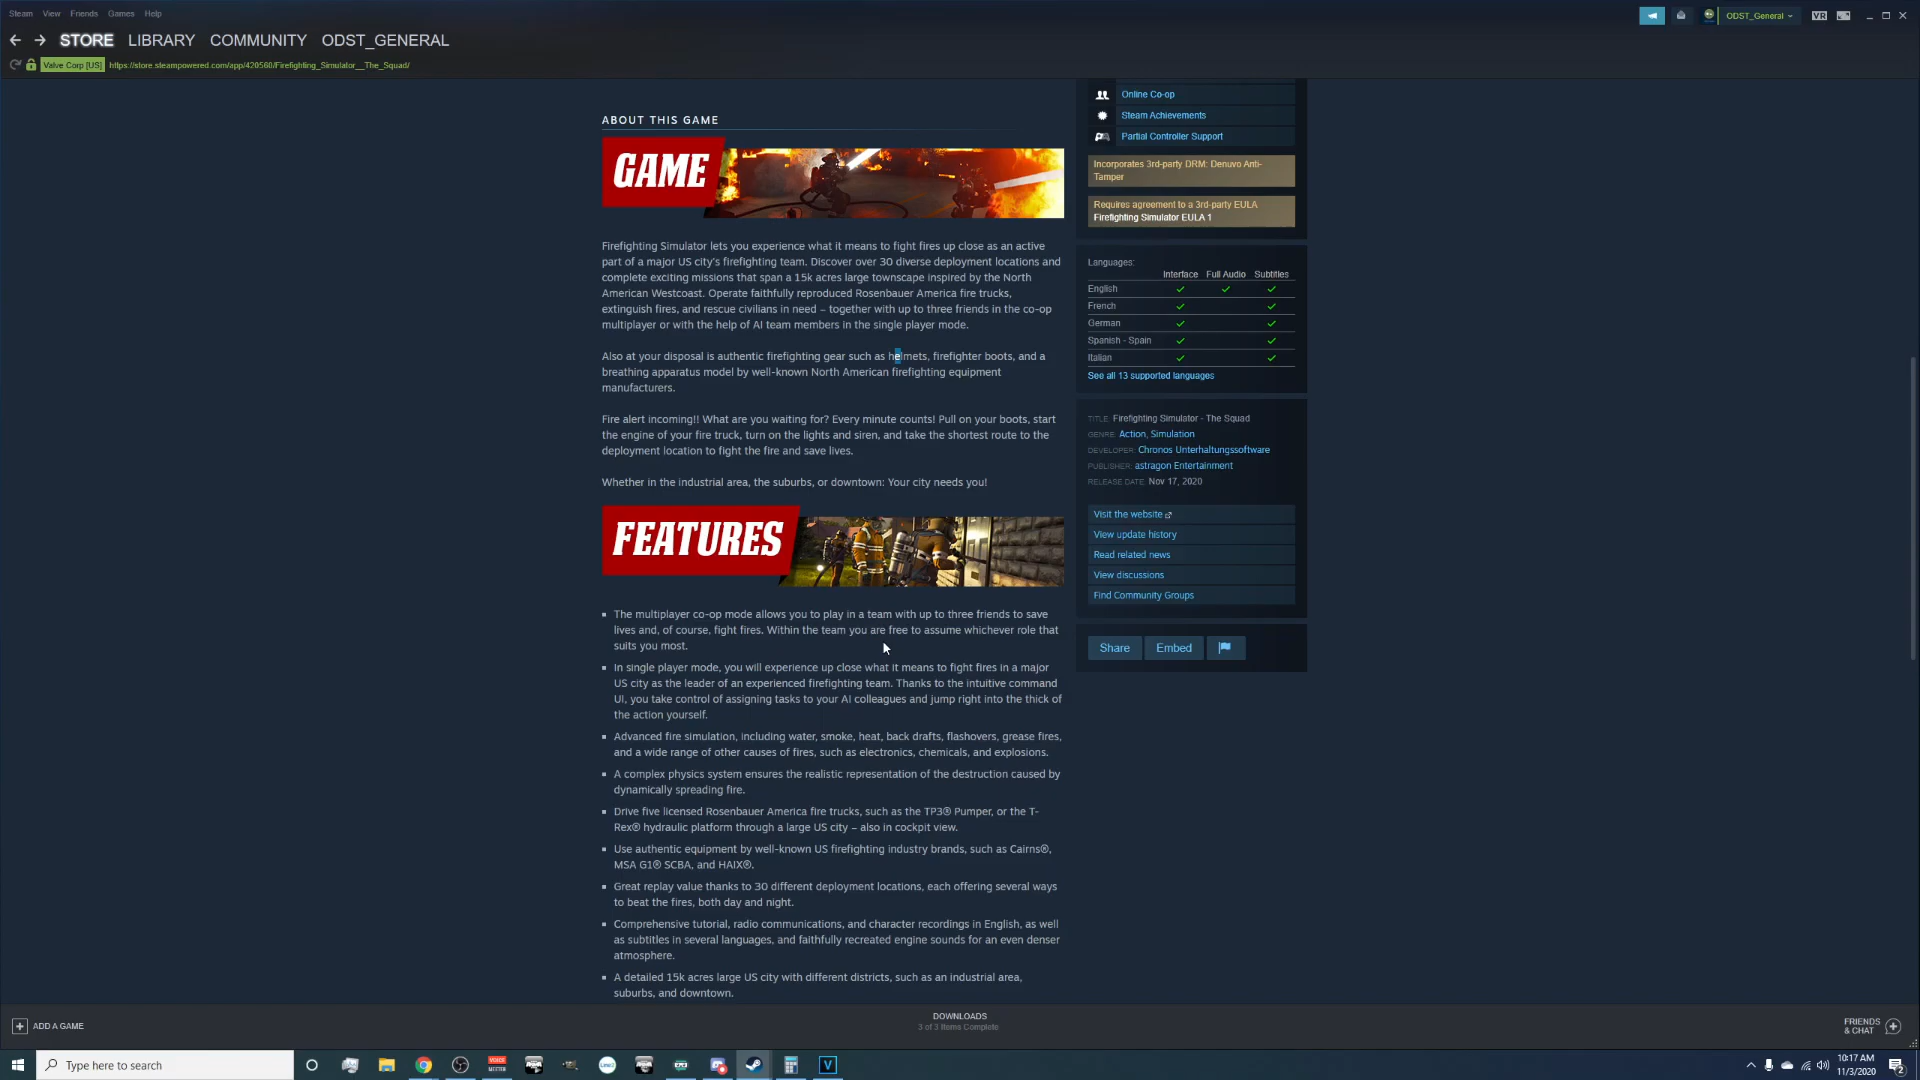 Steam View Friends Games Help
ODST_General
VR
STORE LIBRARY COMMUNITY ODST_GENERAL
Valve Corp [US] https://store.steampowered.com/app/420560/Firefighting_Simulator__The_Squad/
ABOUT THIS GAME
GAME
Firefighting Simulator lets you experience what it means to fight fires up close as an active
part of a major US city's firefighting team. Discover over 30 diverse deployment locations and
complete exciting missions that span a 15k acres large townscape inspired by the North
American Westcoast. Operate faithfully reproduced Rosenbauer America fire trucks,
extinguish fires, and rescue civilians in need – together with up to three friends in the co-op
multiplayer or with the help of AI team members in the single player mode.
Also at your disposal is authentic firefighting gear such as helmets, firefighter boots, and a
breathing apparatus model by well-known North American firefighting equipment
manufacturers.
Fire alert incoming!! What are you waiting for? Every minute counts! Pull on your boots, start
the engine of your fire truck, turn on the lights and siren, and take the shortest route to the
deployment location to fight the fire and save lives.
Whether in the industrial area, the suburbs, or downtown: Your city needs you!
FEATURES
The multiplayer co-op mode allows you to play in a team with up to three friends to save
lives and, of course, fight fires. Within the team you are free to assume whichever role that
suits you most.
In single player mode, you will experience up close what it means to fight fires in a major
US city as the leader of an experienced firefighting team. Thanks to the intuitive command
UI, you take control of assigning tasks to your AI colleagues and jump right into the thick of
the action yourself.
Advanced fire simulation, including water, smoke, heat, back drafts, flashovers, grease fires,
and a wide range of other causes of fires, such as electronics, chemicals, and explosions.
A complex physics system ensures the realistic representation of the destruction caused by
dynamically spreading fire.
Drive five licensed Rosenbauer America fire trucks, such as the TP3® Pumper, or the T-
Rex® hydraulic platform through a large US city – also in cockpit view.
Use authentic equipment by well-known US firefighting industry brands, such as Cairns®,
MSA G1® SCBA, and HAIX®.
Great replay value thanks to 30 different deployment locations, each offering several ways
to beat the fires, both day and night.
Comprehensive tutorial, radio communications, and character recordings in English, as well
as subtitles in several languages, and faithfully recreated engine sounds for an even denser
atmosphere.
A detailed 15k acres large US city with different districts, such as an industrial area,
suburbs, and downtown.
Online Co-op
Steam Achievements
Partial Controller Support
Incorporates 3rd-party DRM: Denuvo Anti-
Tamper
Requires agreement to a 3rd-party EULA
Firefighting Simulator EULA 1
Languages:
Interface Full Audio Subtitles
English
French
German
Spanish - Spain
Italian
See all 13 supported languages
TITLE: Firefighting Simulator - The Squad
GENRE: Action, Simulation
DEVELOPER: Chronos Unterhaltungssoftware
PUBLISHER: astragon Entertainment
RELEASE DATE: Nov 17, 2020
Visit the website
View update history
Read related news
View discussions
Find Community Groups
Share Embed
ADD A GAME
DOWNLOADS
3 of 3 Items Complete
FRIENDS
& CHAT
Type here to search
10:17 AM
11/3/2020